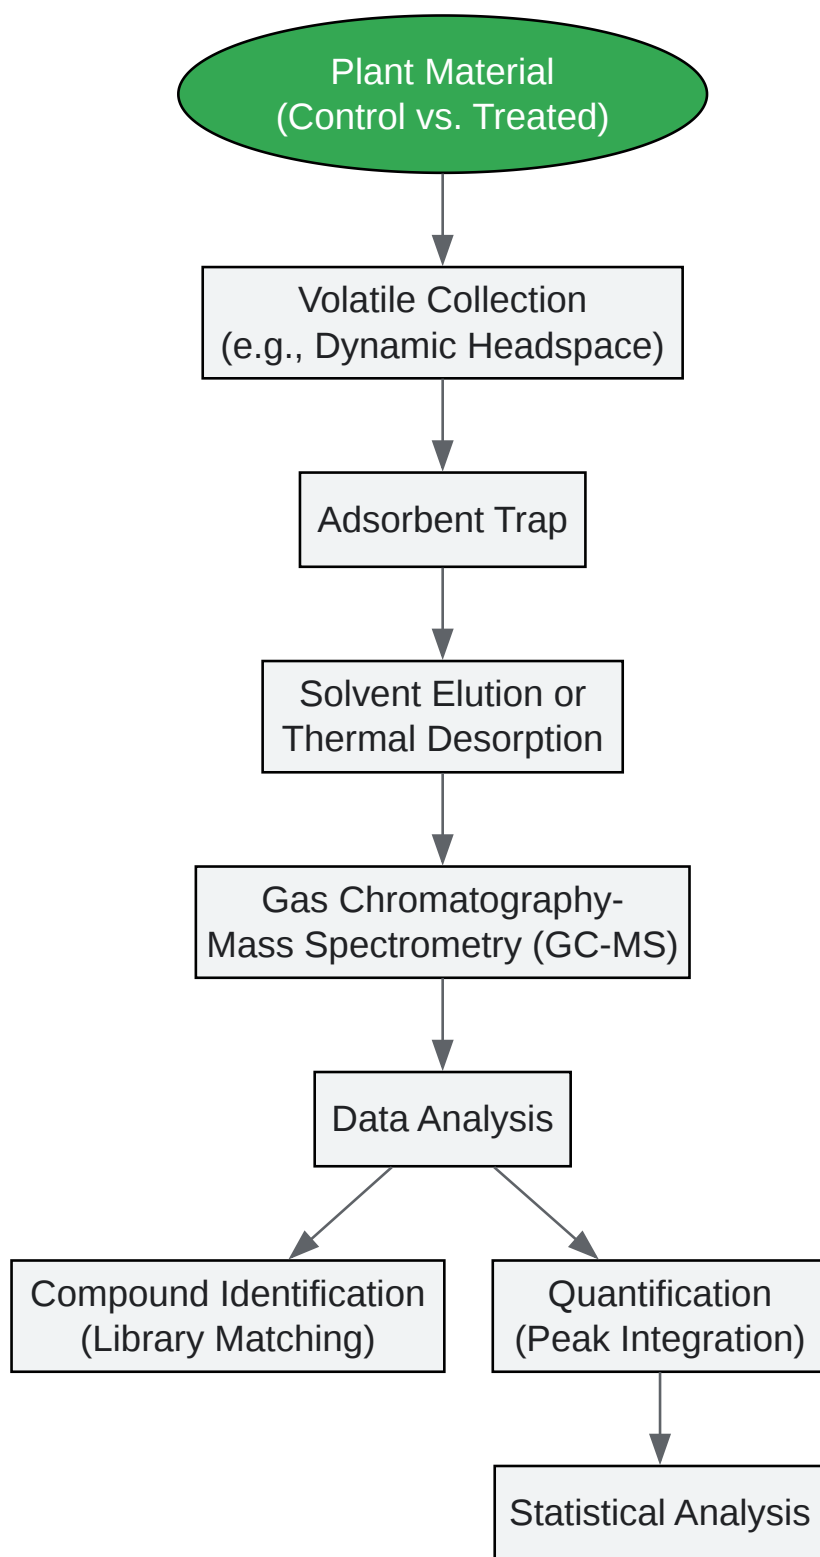 Plant Material
(Control vs. Treated)
Volatile Collection
(e.g., Dynamic Headspace)
Adsorbent Trap
Solvent Elution or
Thermal Desorption
Gas Chromatography-
Mass Spectrometry (GC-MS)
Data Analysis
Compound Identification
(Library Matching)
Quantification
(Peak Integration)
Statistical Analysis